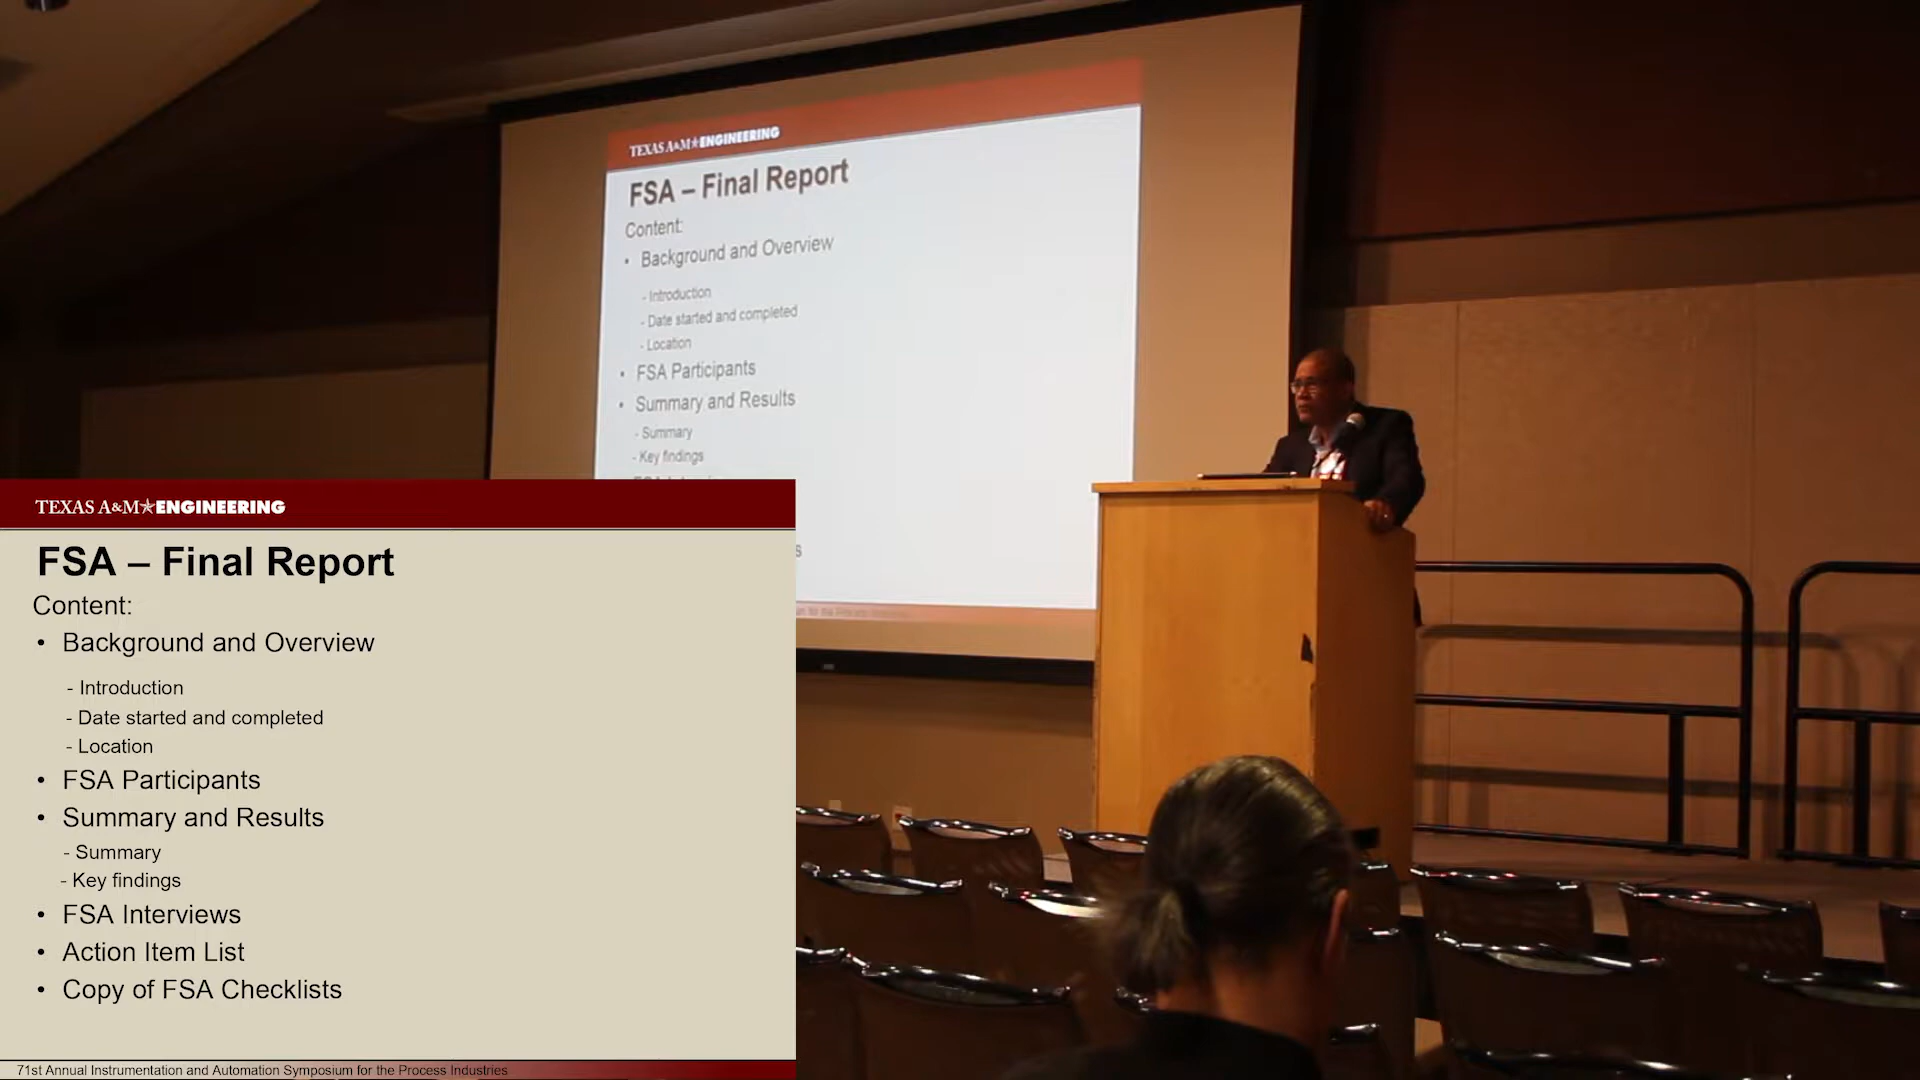 TEXAS A&M ENGINEERING
FSA – Final Report
Content:
• Background and Overview
- Introduction
- Date started and completed
- Location
• FSA Participants
• Summary and Results
- Summary
- Key findings
TEXAS A&M ENGINEERING
FSA – Final Report
Content:
• Background and Overview
- Introduction
- Date started and completed
- Location
• FSA Participants
• Summary and Results
- Summary
- Key findings
• FSA Interviews
• Action Item List
• Copy of FSA Checklists
71st Annual Instrumentation and Automation Symposium for the Process Industries